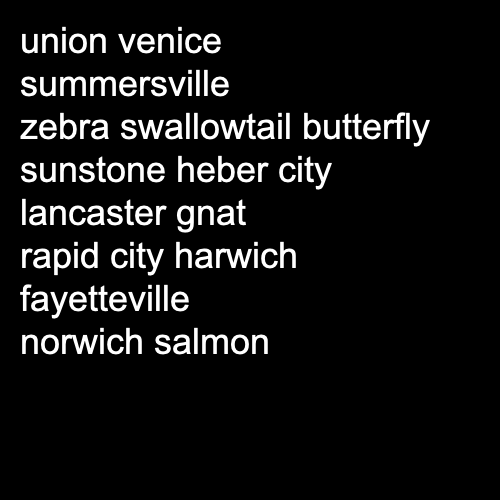 union venice
summersville
zebra swallowtail butterfly
sunstone heber city
lancaster gnat
rapid city harwich
fayetteville
norwich salmon